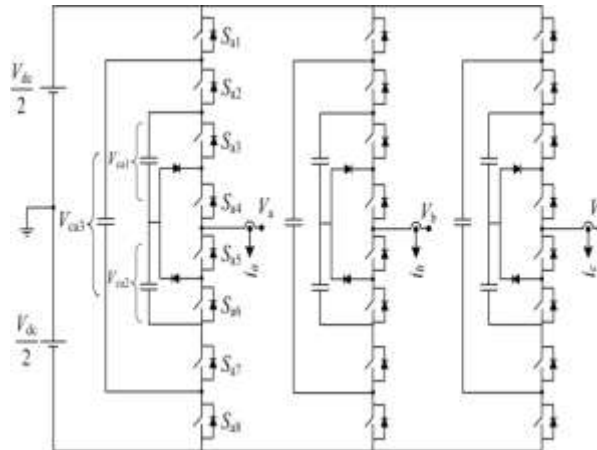 Sa1
Vdc
2
Sa2
Sa3
Vca1
Sa4
Va
Vb
V
Vca3
Sa5
ia
ib
ic
Vca2
Sa6
Vdc
2
Sa7
Sa8